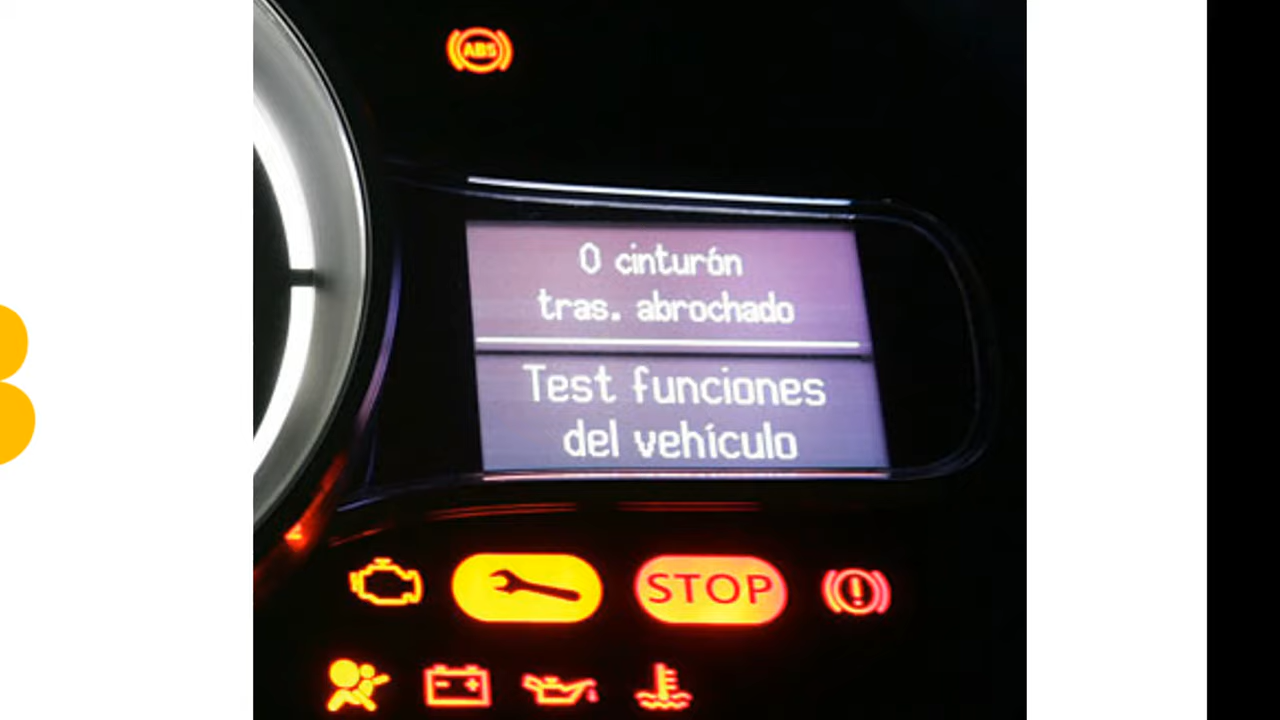 ABS
0 cinturón
tras. abrochado
Test funciones
del vehículo
STOP